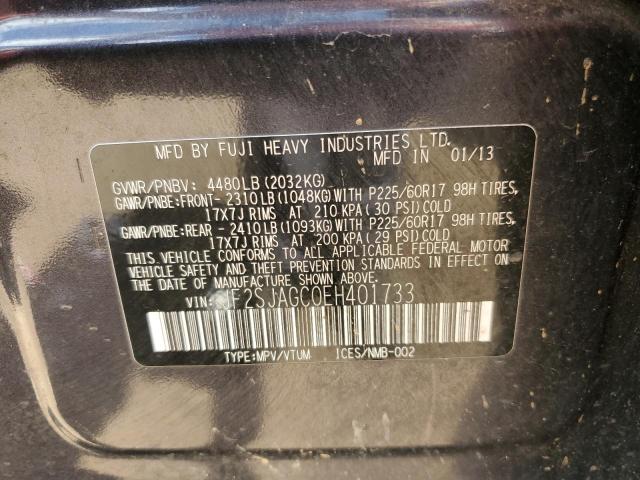 MFD BY FUJI HEAVY INDUSTRIES LTD.
MFD IN 01/13
GVWR/PNBV: 4480LB (2032KG)
GAWR/PNBE:FRONT- 2310LB (1048KG) WITH P225/60R17 98H TIRES
17X7J RIMS AT 210 KPA (30 PSI) COLD
GAWR/PNBE:REAR - 2410LB (1093KG) WITH P225/60R17 98H TIRES
17X7J RIMS AT 200 KPA (29 PSI) COLD
THIS VEHICLE CONFORMS TO ALL APPLICABLE FEDERAL MOTOR
VEHICLE SAFETY AND THEFT PREVENTION STANDARDS IN EFFECT ON
THE DATE OF MANUFACTURE SHOWN ABOVE.
VIN: JF2SJAGC0EH401733
TYPE:MPV/VTUM ICES/NMB-002